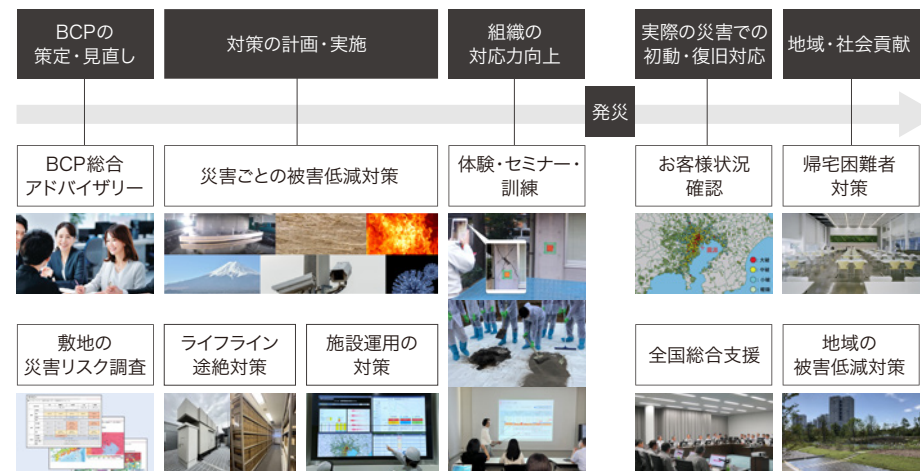 BCPの
策定・見直し
対策の計画・実施
組織の
対応力向上
実際の災害での
初動・復旧対応
地域・社会貢献
発災
BCP総合
アドバイザリー
災害ごとの被害低減対策
体験・セミナー・
訓練
お客様状況
確認
帰宅困難者
対策
敷地の
災害リスク調査
ライフライン
途絶対策
施設運用の
対策
全国総合支援
地域の
被害低減対策